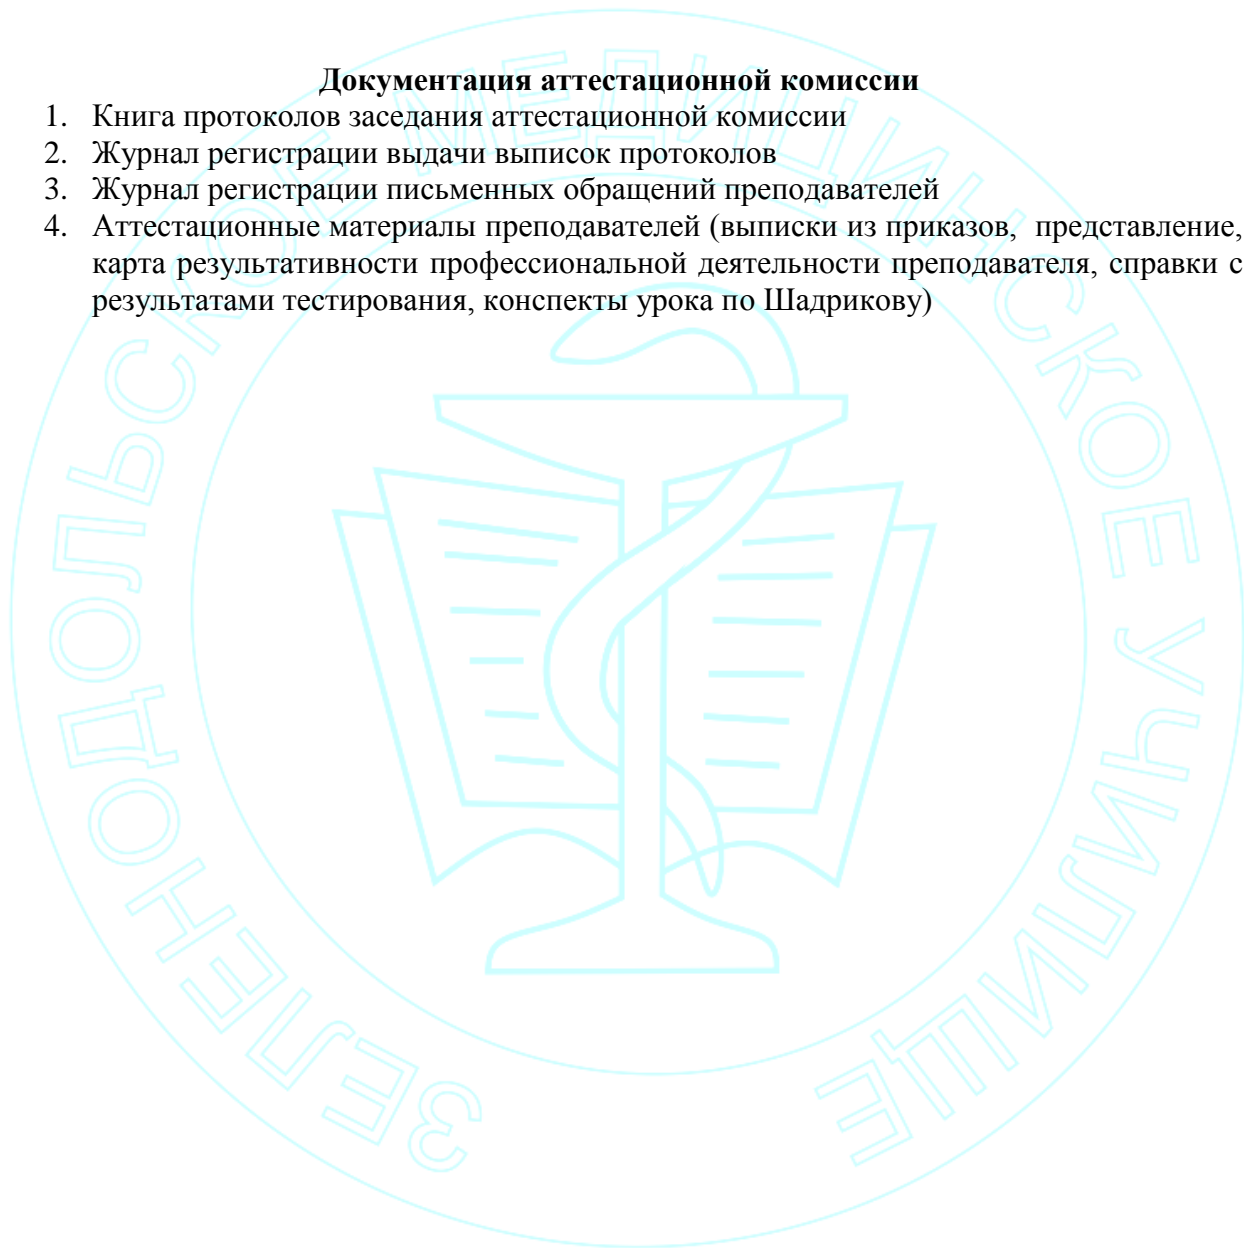 Документация аттестационной комиссии
1. Книга протоколов заседания аттестационной комиссии
2. Журнал регистрации выдачи выписок протоколов
3. Журнал регистрации письменных обращений преподавателей
4. Аттестационные материалы преподавателей (выписки из приказов, представление,
карта результативности профессиональной деятельности преподавателя, справки с
результатами тестирования, конспекты урока по Шадрикову)
ЗЕЛЕНОДОЛЬСКОЕ МЕДИЦИНСКОЕ УЧИЛИЩЕ